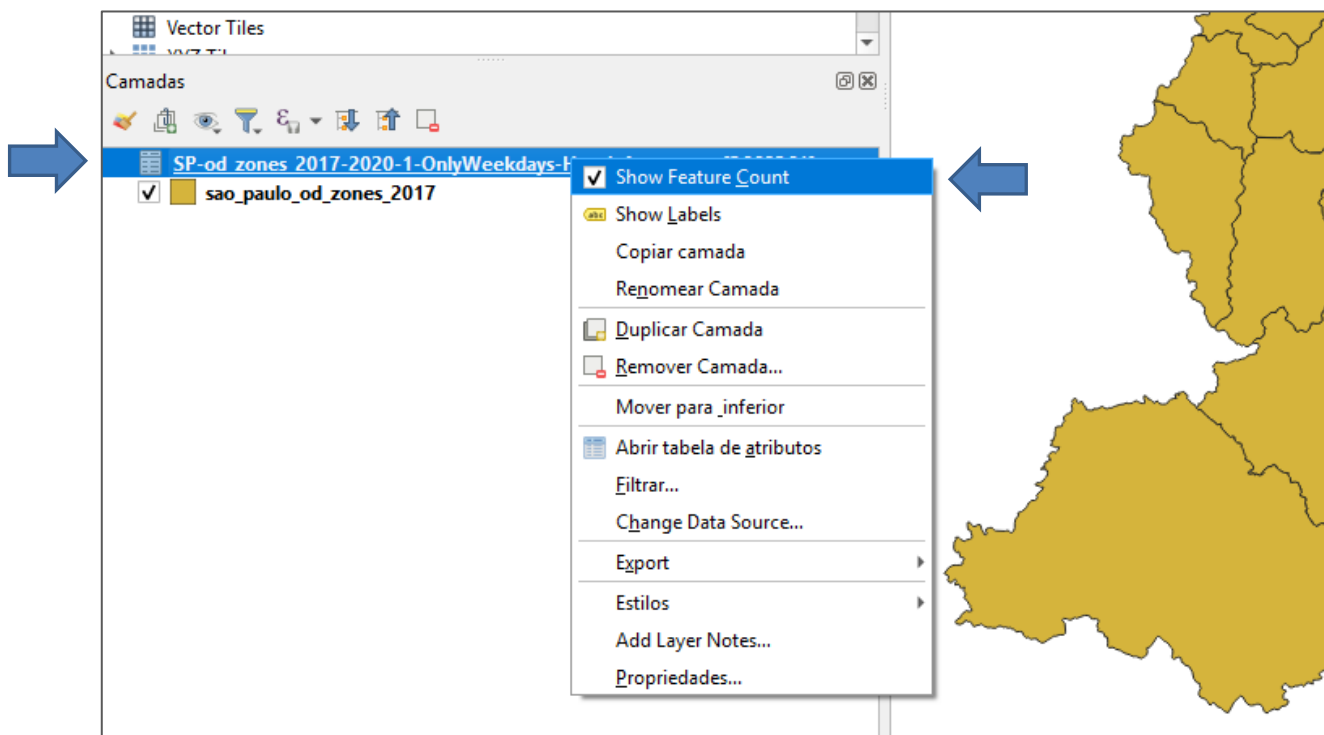 Vector Tiles
Camadas
SP-od_zones_2017-2020-1-OnlyWeekdays-
sao_paulo_od_zones_2017
Show Feature Count
Show Labels
Copiar camada
Renomear Camada
Duplicar Camada
Remover Camada...
Mover para _inferior
Abrir tabela de atributos
Filtrar...
Change Data Source...
Export
Estilos
Add Layer Notes...
Propriedades...